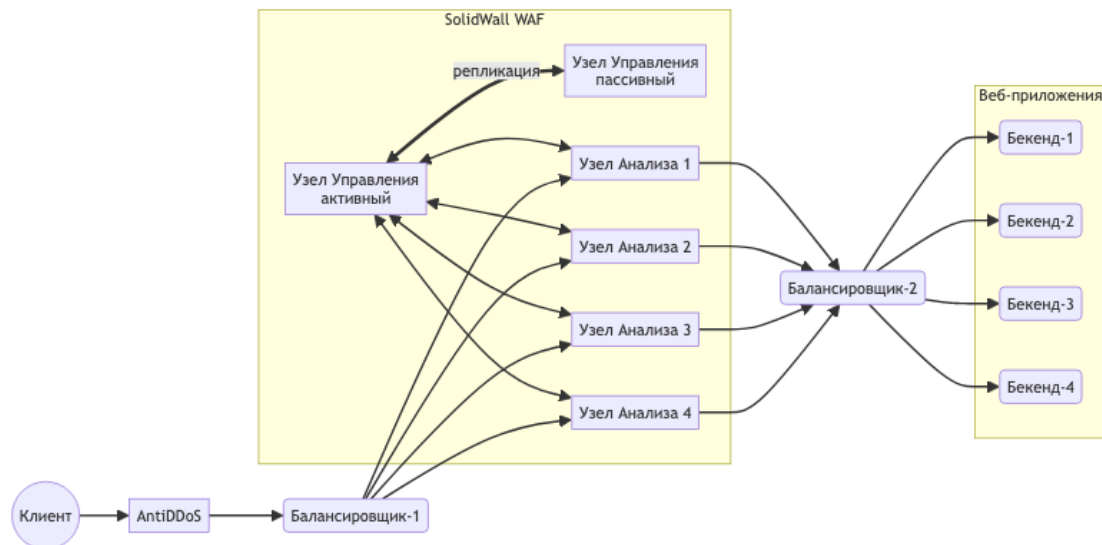 SolidWall WAF
репликация
Узел Управления
пассивный
Узел Управления
активный
Узел Анализа 1
Узел Анализа 2
Узел Анализа 3
Узел Анализа 4
Балансировщик-2
Веб-приложения
Бекенд-1
Бекенд-2
Бекенд-3
Бекенд-4
Клиент
AntiDDoS
Балансировщик-1